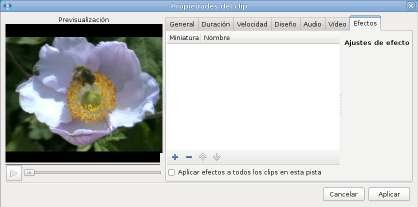 Propiedades del clip
Previsualización
General Duración Velocidad Diseño Audio Vídeo Efectos
Miniatura Nombre
Ajustes de efecto
Aplicar efectos a todos los clips en esta pista
Cancelar Aplicar